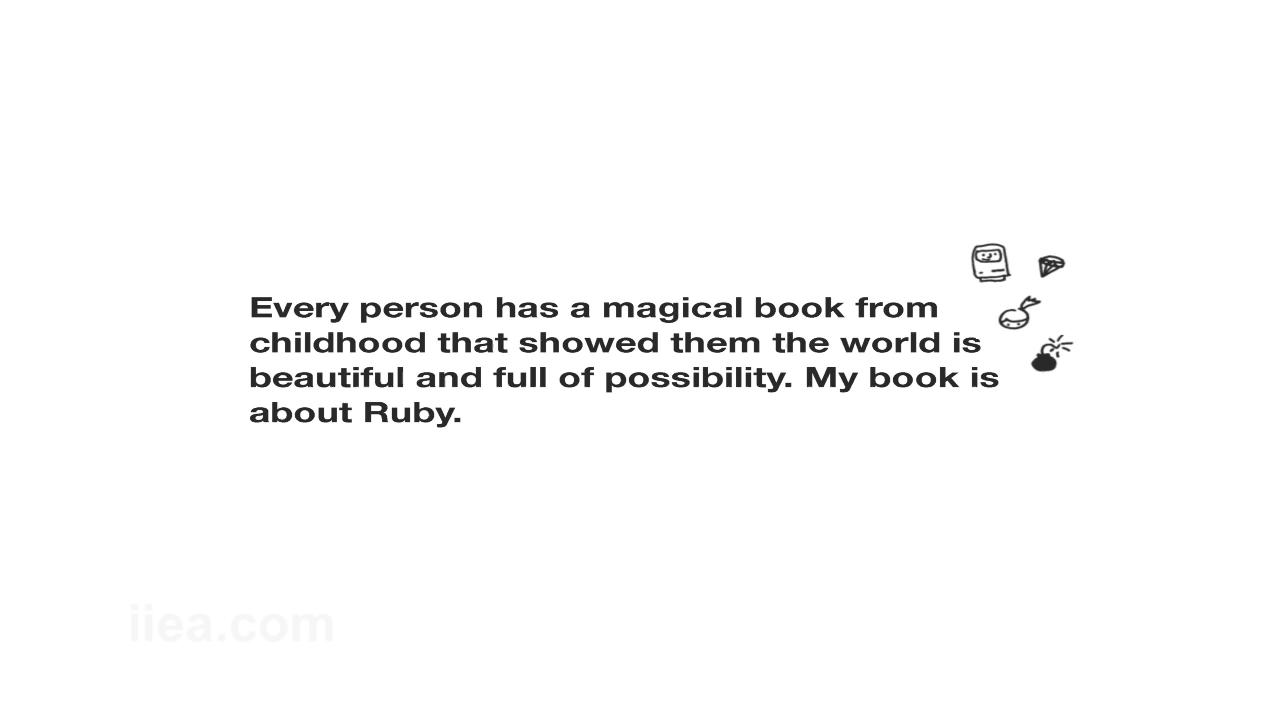 Every person has a magical book from
childhood that showed them the world is
beautiful and full of possibility. My book is
about Ruby.
iiea.com